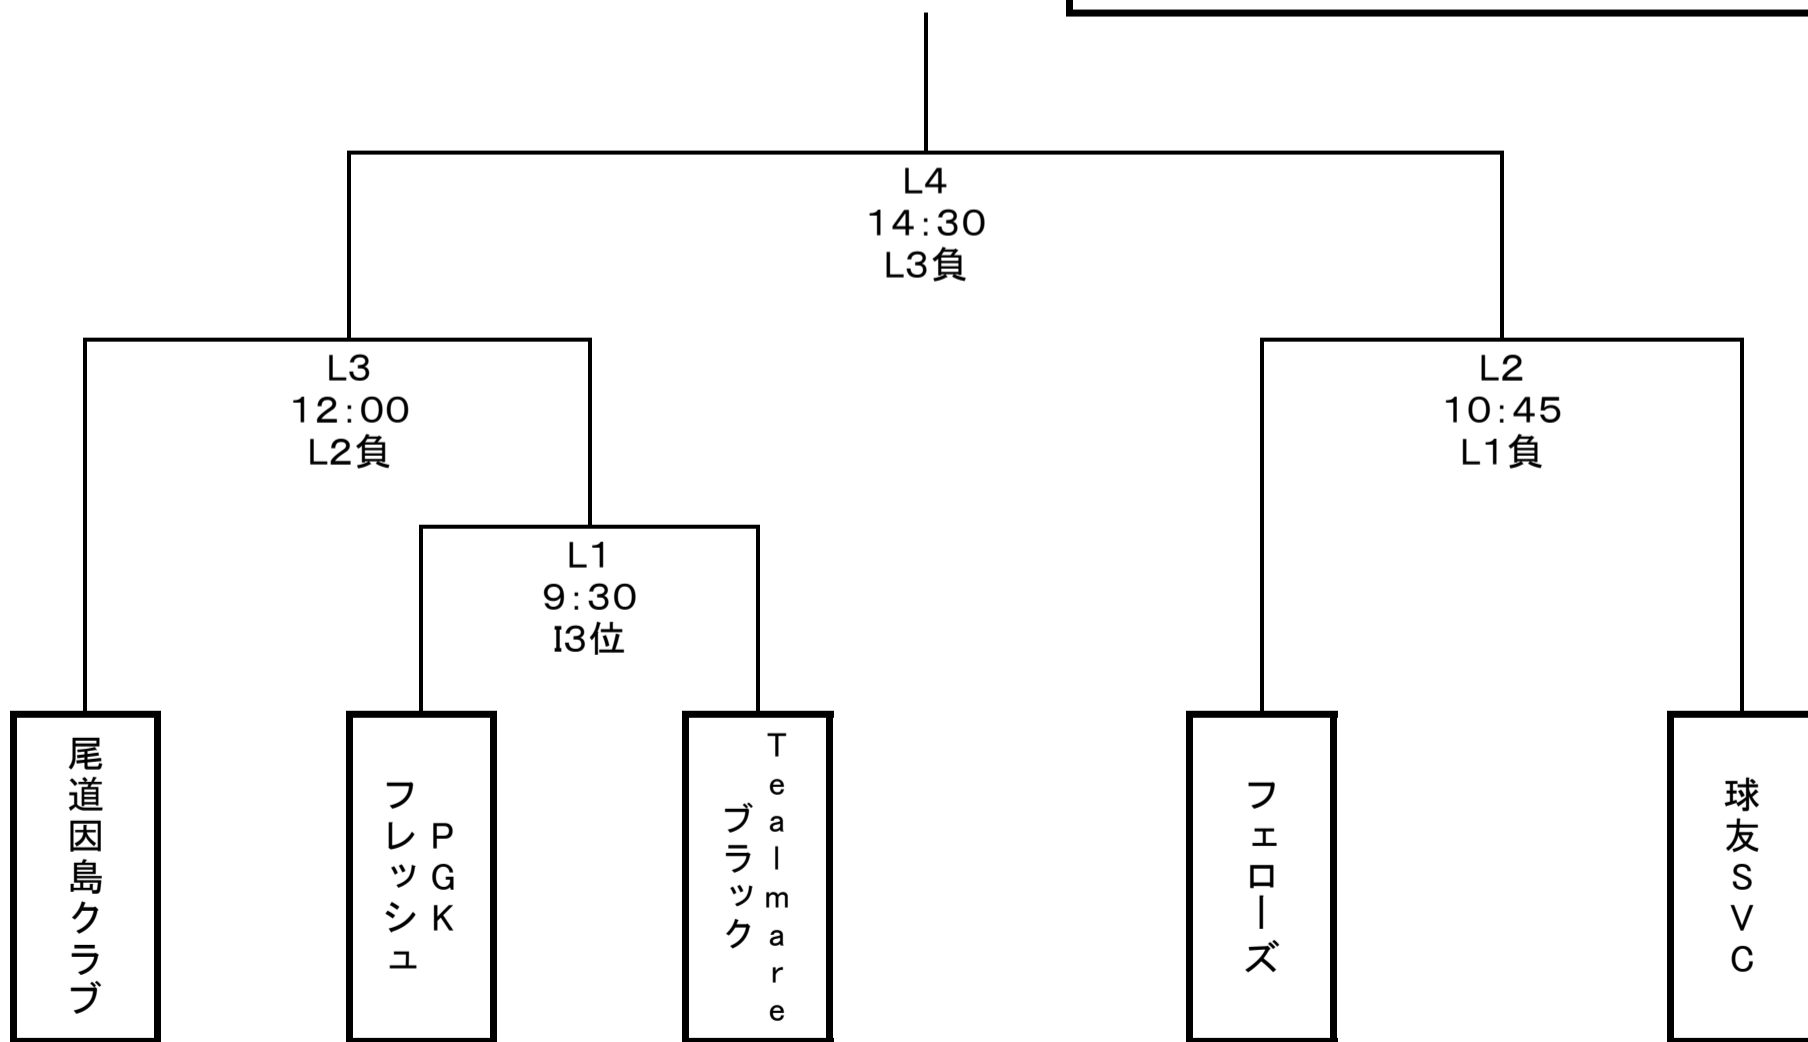 L4
14:30
L3負
L3
12:00
L2負
L2
10:45
L1負
L1
9:30
I3位
尾道因島クラブ
PGK
フレッシュ
Tealmare
ブラック
フェローズ
球友SVC